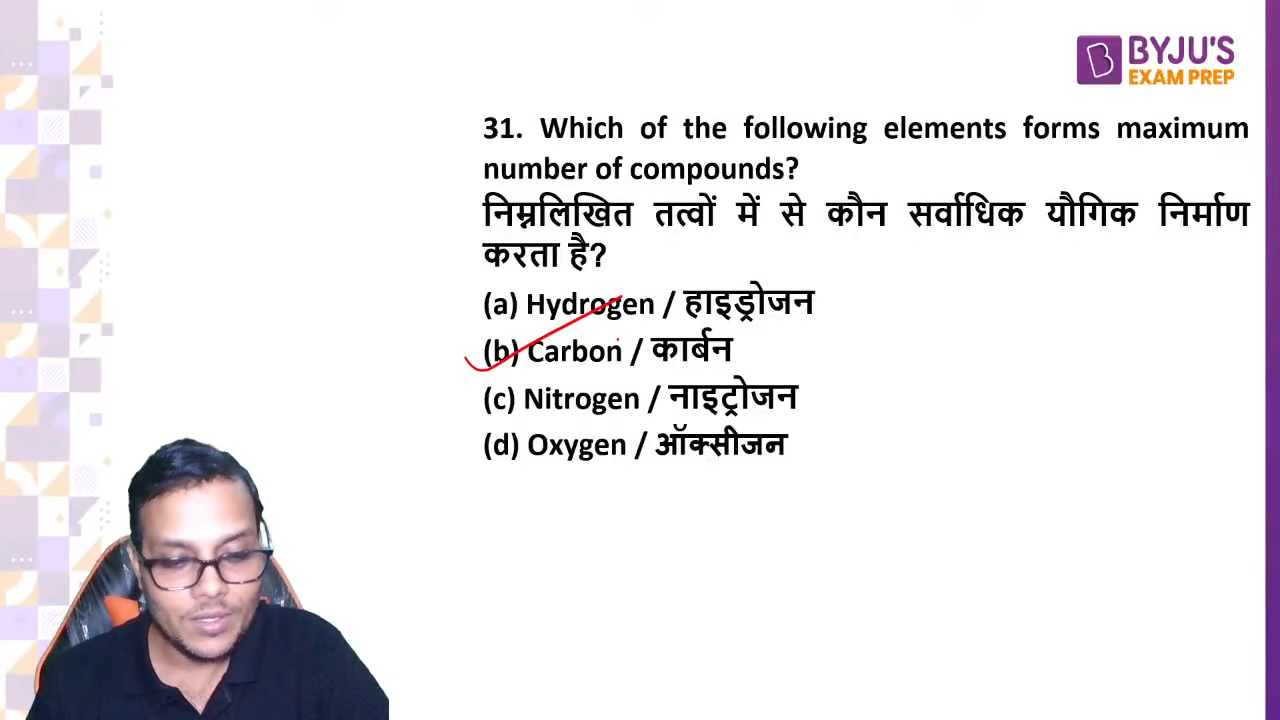 BYJU'S
EXAM PREP
31. Which of the following elements forms maximum
number of compounds?
निम्नलिखित तत्वों में से कौन सर्वाधिक यौगिक निर्माण
करता है?
(a) Hydrogen / हाइड्रोजन
(b) Carbon / कार्बन
(c) Nitrogen / नाइट्रोजन
(d) Oxygen / ऑक्सीजन